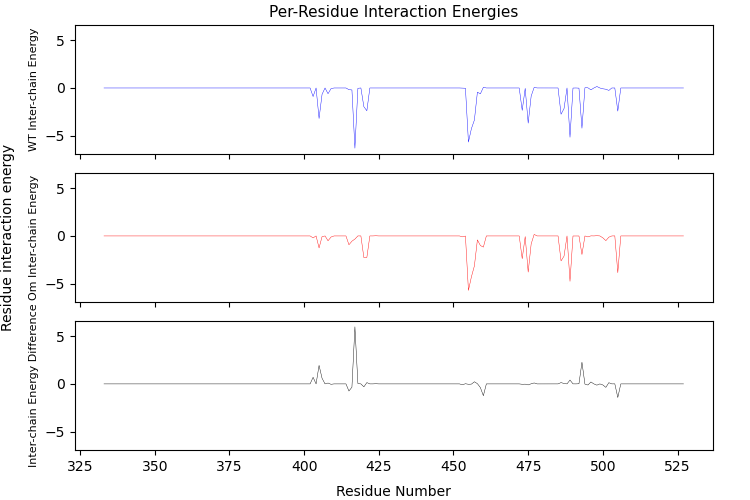 Per-Residue Interaction Energies
Residue interaction energy
WT Inter-chain Energy
5
0
−5
Om Inter-chain Energy
5
0
−5
Inter-chain Energy Difference
5
0
−5
325 350 375 400 425 450 475 500 525
Residue Number